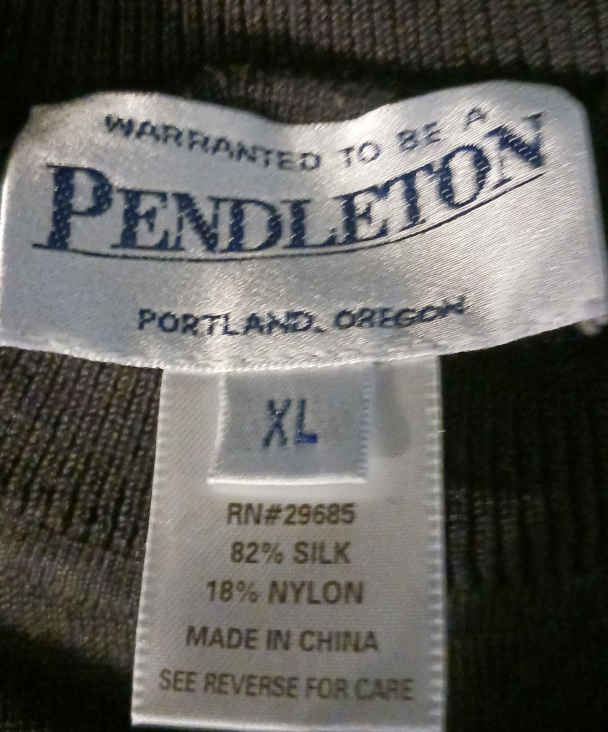 WARRANTED TO BE A
PENDLETON
PORTLAND, OREGON
XL
RN#29685
82% SILK
18% NYLON
MADE IN CHINA
SEE REVERSE FOR CARE